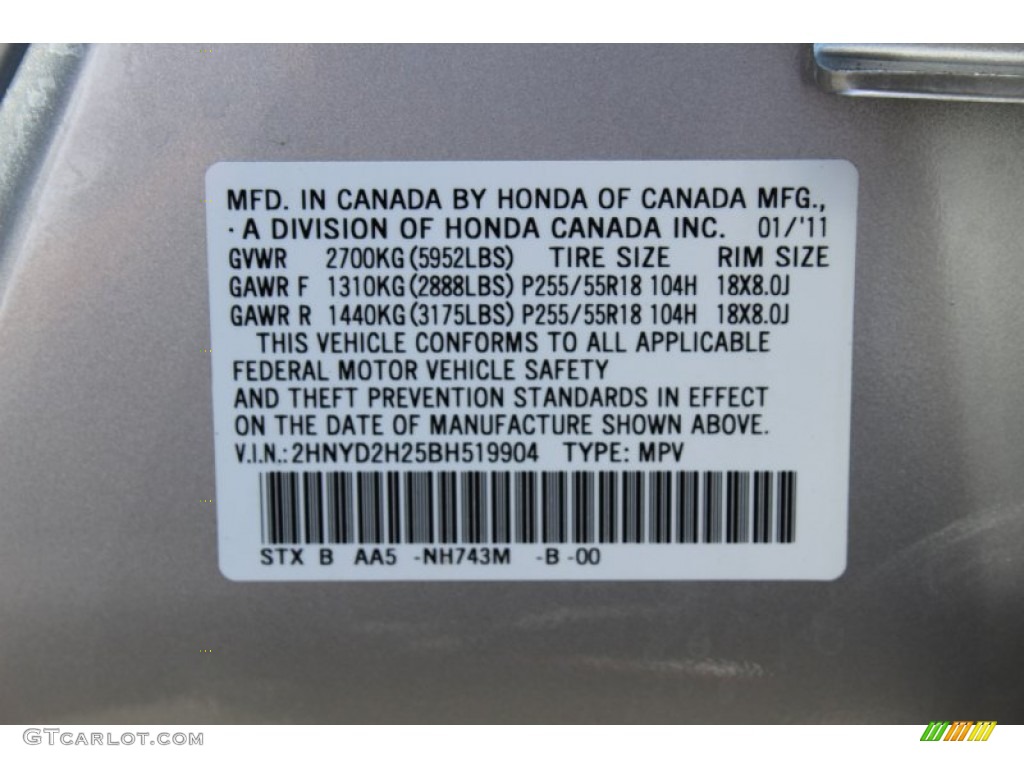 MFD. IN CANADA BY HONDA OF CANADA MFG.,
· A DIVISION OF HONDA CANADA INC. 01/'11
GVWR 2700KG (5952LBS) TIRE SIZE RIM SIZE
GAWR F 1310KG (2888LBS) P255/55R18 104H 18X8.0J
GAWR R 1440KG (3175LBS) P255/55R18 104H 18X8.0J
THIS VEHICLE CONFORMS TO ALL APPLICABLE
FEDERAL MOTOR VEHICLE SAFETY
AND THEFT PREVENTION STANDARDS IN EFFECT
ON THE DATE OF MANUFACTURE SHOWN ABOVE.
V.I.N.: 2HNYD2H25BH519904 TYPE: MPV
STX B AA5 -NH743M -B -00
GTCARLOT.COM